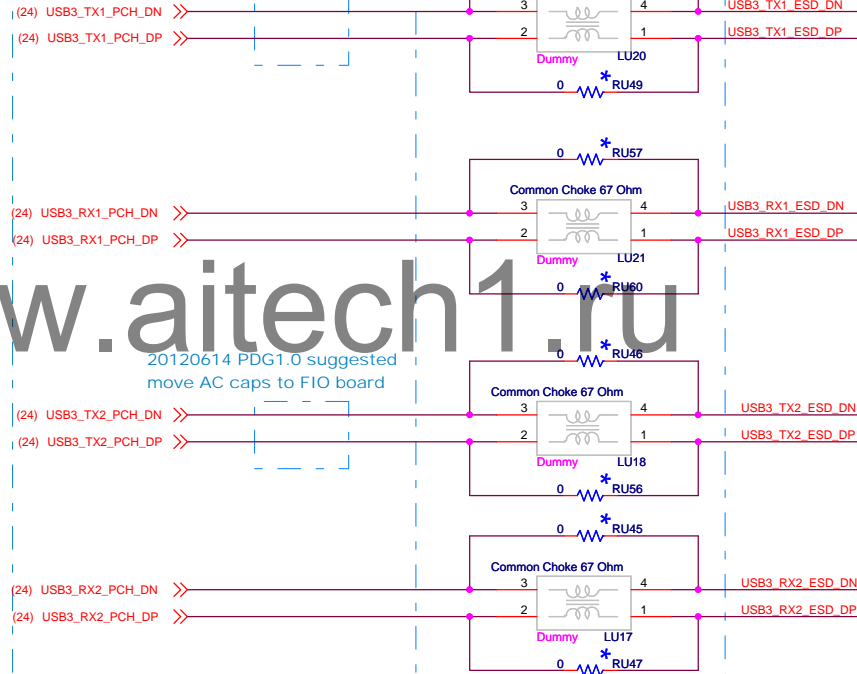 (24) USB3_TX1_PCH_DN 3 4 USB3_TX1_ESD_DN
(24) USB3_TX1_PCH_DP 2 1 USB3_TX1_ESD_DP
Dummy LU20
0 * RU49
0 * RU57
Common Choke 67 Ohm
(24) USB3_RX1_PCH_DN 3 4 USB3_RX1_ESD_DN
(24) USB3_RX1_PCH_DP 2 1 USB3_RX1_ESD_DP
Dummy LU21
0 * RU60
w.aitech1.ru
0 * RU46
20120614 PDG1.0 suggested
move AC caps to FIO board
Common Choke 67 Ohm
(24) USB3_TX2_PCH_DN 3 4 USB3_TX2_ESD_DN
(24) USB3_TX2_PCH_DP 2 1 USB3_TX2_ESD_DP
Dummy LU18
0 * RU56
0 * RU45
Common Choke 67 Ohm
(24) USB3_RX2_PCH_DN 3 4 USB3_RX2_ESD_DN
(24) USB3_RX2_PCH_DP 2 1 USB3_RX2_ESD_DP
Dummy LU17
0 * RU47